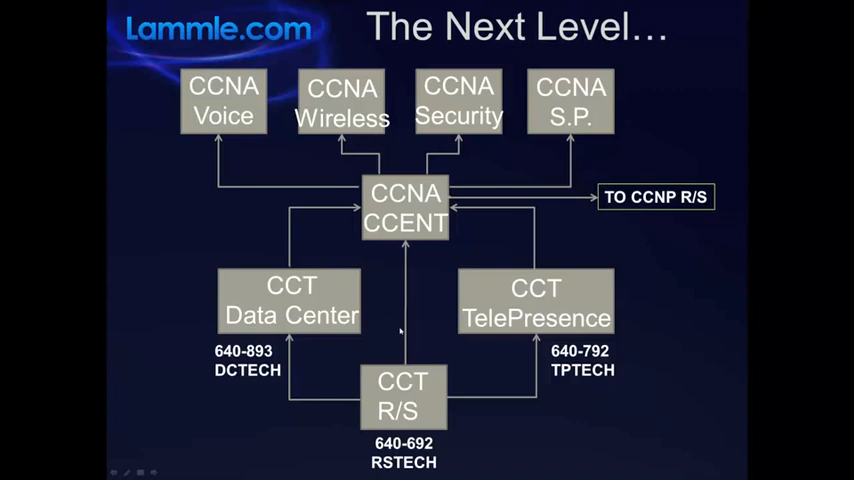 Lammle.com
The Next Level...
CCNA
Voice
CCNA
Wireless
CCNA
Security
CCNA
S.P.
CCNA
CCENT
TO CCNP R/S
CCT
Data Center
CCT
TelePresence
640-893
DCTECH
640-792
TPTECH
CCT
R/S
640-692
RSTECH